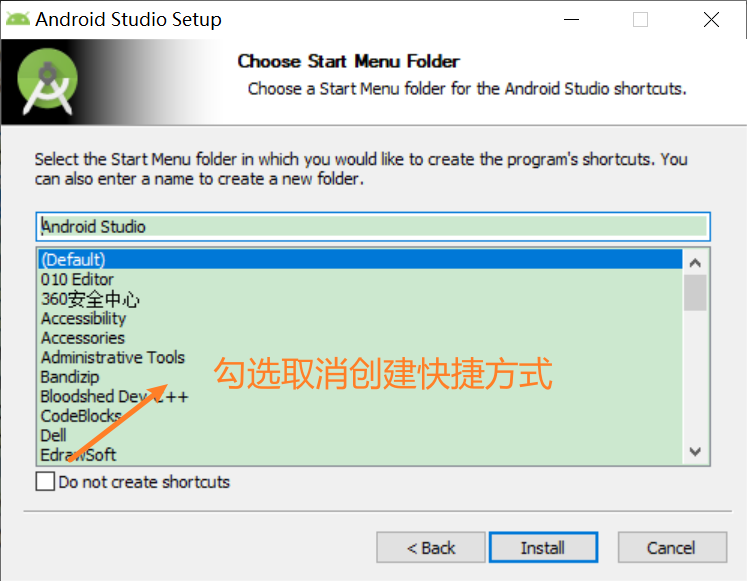 Android Studio Setup
Choose Start Menu Folder
Choose a Start Menu folder for the Android Studio shortcuts.
Select the Start Menu folder in which you would like to create the program's shortcuts. You
can also enter a name to create a new folder.
Android Studio
(Default)
010 Editor
360安全中心
Accessibility
Accessories
Administrative Tools
Bandizip
Bloodshed Dev-C++
CodeBlocks
Dell
EdrawSoft
勾选取消创建快捷方式
Do not create shortcuts
< Back
Install
Cancel